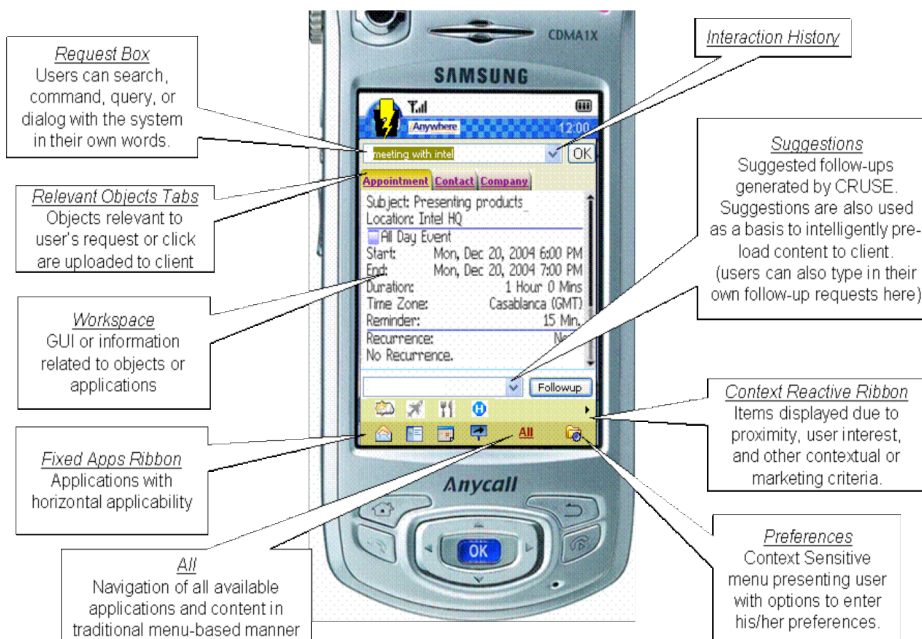 Request Box
Users can search,
command, query, or
dialog with the system
in their own words.
Relevant Objects Tabs
Objects relevant to
user's request or click
are uploaded to client
Workspace
GUI or information
related to objects or
applications
Fixed Apps Ribbon
Applications with
horizontal applicability
All
Navigation of all available
applications and content in
traditional menu-based manner
CDMA1X
SAMSUNG
Anywhere
12:00
meeting with intel
OK
Appointment Contact Company
Subject: Presenting products_
Location: Intel HQ
All Day Event
Start: Mon, Dec 20, 2004 6:00 PM
End: Mon, Dec 20, 2004 7:00 PM
Duration: 1 Hour 0 Mins
Time Zone: Casablanca (GMT)
Reminder: 15 Min.
Recurrence:
No Recurrence.
Followup
All
Anycall
OK
Interaction History
Suggestions
Suggested follow-ups
generated by CRUSE.
Suggestions are also used
as a basis to intelligently pre-
load content to client.
(users can also type in their
own follow-up requests here)
Context Reactive Ribbon
Items displayed due to
proximity, user interest,
and other contextual or
marketing criteria.
Preferences
Context Sensitive
menu presenting user
with options to enter
his/her preferences.